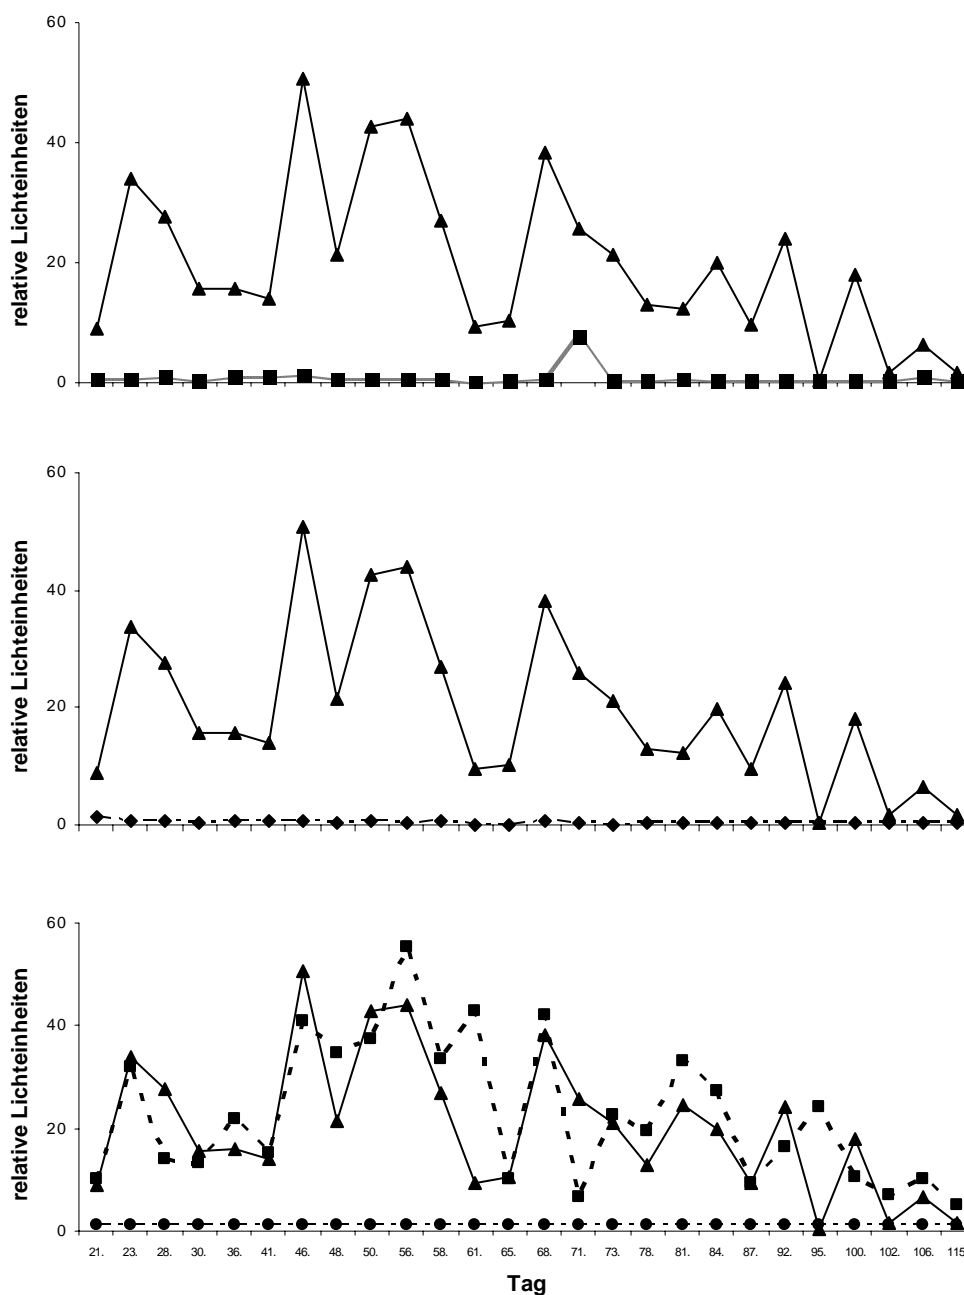 60
relative Lichteinheiten
40
20
0
60
relative Lichteinheiten
40
20
0
60
relative Lichteinheiten
40
20
0
21. 23. 28. 30. 36. 41. 46. 48. 50. 56. 58. 61. 65. 68. 71. 73. 78. 81. 84. 87. 92. 95. 100. 102. 106. 115
Tag